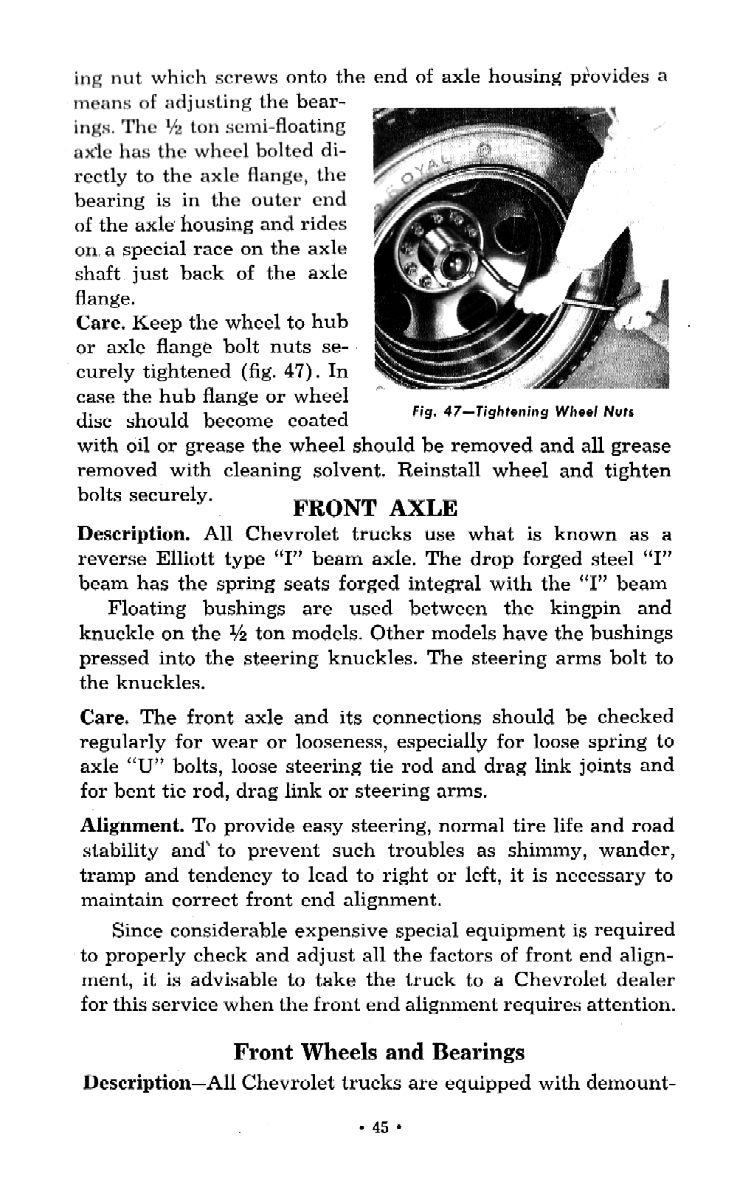 ing nut which screws onto the end of axle housing provides a
means of adjusting the bear-
ings. The ½ ton semi-floating
axle has the wheel bolted di-
rectly to the axle flange, the
bearing is in the outer end
of the axle housing and rides
on a special race on the axle
shaft just back of the axle
flange.
Care. Keep the wheel to hub
or axle flange bolt nuts se-
curely tightened (fig. 47). In
case the hub flange or wheel
disc should become coated
ROYAL
Fig. 47—Tightening Wheel Nuts
with oil or grease the wheel should be removed and all grease
removed with cleaning solvent. Reinstall wheel and tighten
bolts securely.
FRONT AXLE
Description. All Chevrolet trucks use what is known as a
reverse Elliott type “I” beam axle. The drop forged steel “I”
beam has the spring seats forged integral with the “I” beam
Floating bushings are used between the kingpin and
knuckle on the ½ ton models. Other models have the bushings
pressed into the steering knuckles. The steering arms bolt to
the knuckles.
Care. The front axle and its connections should be checked
regularly for wear or looseness, especially for loose spring to
axle “U” bolts, loose steering tie rod and drag link joints and
for bent tie rod, drag link or steering arms.
Alignment. To provide easy steering, normal tire life and road
stability and to prevent such troubles as shimmy, wander,
tramp and tendency to lead to right or left, it is necessary to
maintain correct front end alignment.
Since considerable expensive special equipment is required
to properly check and adjust all the factors of front end align-
ment, it is advisable to take the truck to a Chevrolet dealer
for this service when the front end alignment requires attention.
Front Wheels and Bearings
Description—All Chevrolet trucks are equipped with demount-
• 45 •